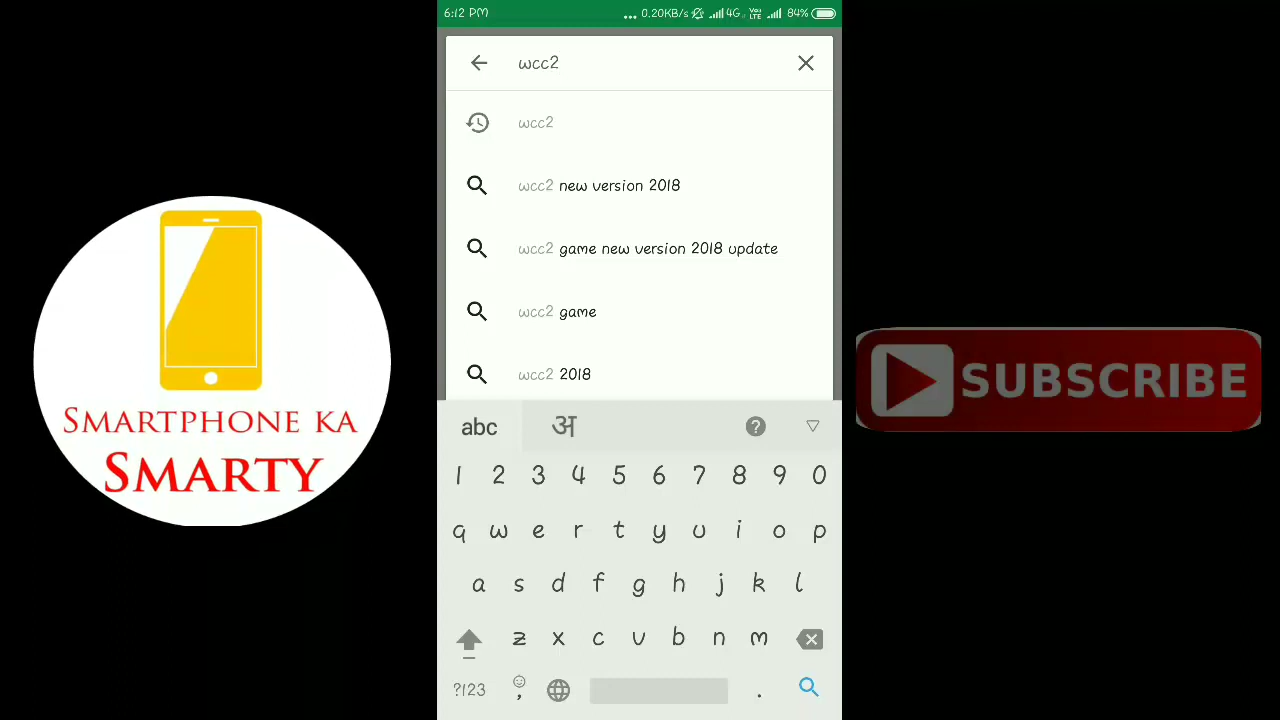 6:12 PM ... 0.20KB/s 4G Vo) LTE 84%
wcc2
wcc2
wcc2 new version 2018
wcc2 game new version 2018 update
wcc2 game
wcc2 2018
SMARTPHONE KA
SMARTY
SUBSCRIBE
abc अ ?
1 2 3 4 5 6 7 8 9 0
q w e r t y u i o p
a s d f g h j k l
z x c v b n m
?123 , .